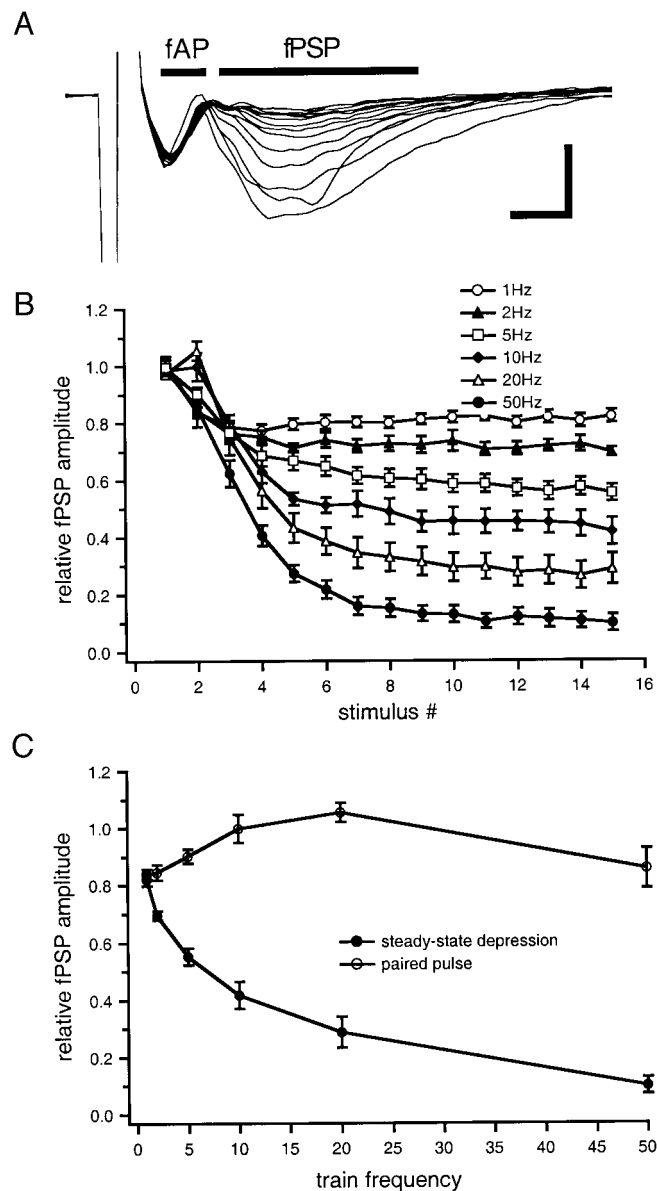 A
fAP
fPSP
B
1Hz
2Hz
5Hz
10Hz
20Hz
50Hz
1.2
1.0
0.8
0.6
0.4
0.2
0.0
relative fPSP amplitude
0 2 4 6 8 10 12 14 16
stimulus #
C
1.2
1.0
0.8
0.6
0.4
0.2
0.0
relative fPSP amplitude
steady-state depression
paired pulse
0 5 10 15 20 25 30 35 40 45 50
train frequency